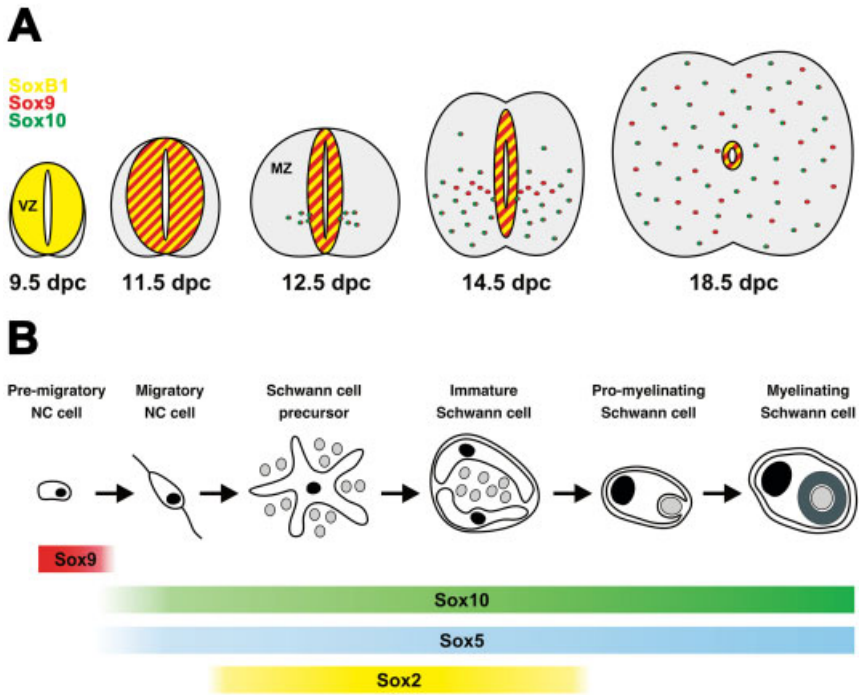 A
SoxB1
Sox9
Sox10
VZ
MZ
9.5 dpc
11.5 dpc
12.5 dpc
14.5 dpc
18.5 dpc
B
Pre-migratory
NC cell
Migratory
NC cell
Schwann cell
precursor
Immature
Schwann cell
Pro-myelinating
Schwann cell
Myelinating
Schwann cell
Sox9
Sox10
Sox5
Sox2